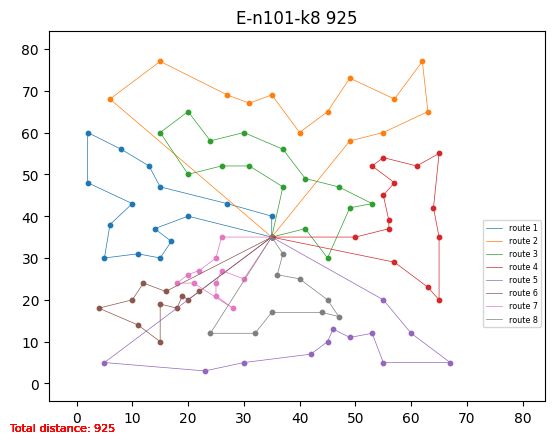 E-n101-k8 925
80
70
60
50
40
30
20
10
0
route 1
route 2
route 3
route 4
route 5
route 6
route 7
route 8
0 10 20 30 40 50 60 70 80
Total distance: 925